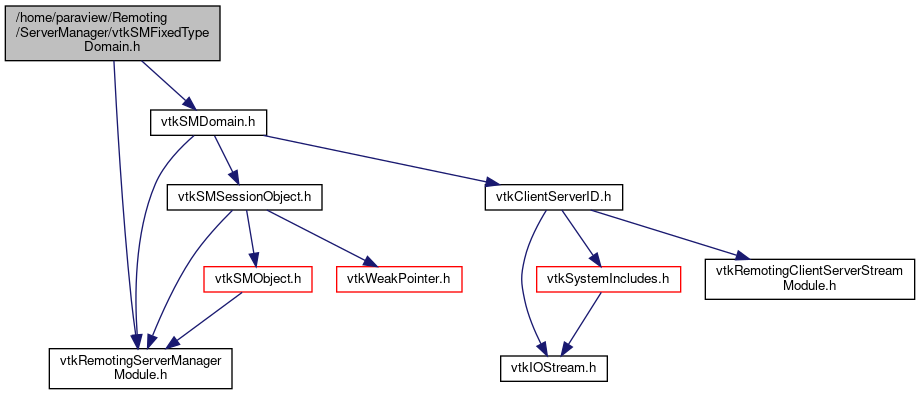 /home/paraview/Remoting
/ServerManager/vtkSMFixedType
Domain.h
vtkSMDomain.h
vtkSMSessionObject.h
vtkClientServerID.h
vtkSMObject.h
vtkWeakPointer.h
vtkSystemIncludes.h
vtkRemotingClientServerStream
Module.h
vtkRemotingServerManager
Module.h
vtkIOStream.h